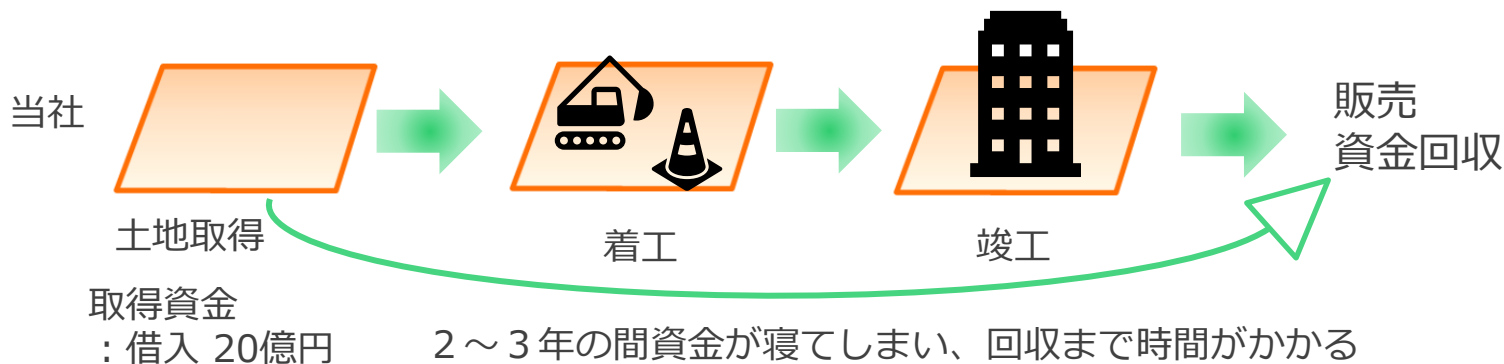 当社
販売
資金回収
土地取得
着工
竣工
取得資金
：借入 20億円
２～３年の間資金が寝てしまい、回収まで時間がかかる